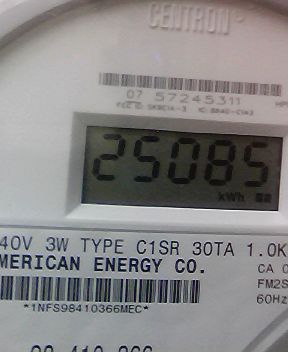 CENTRON®
07 57245311
25085
kWh
40V 3W TYPE C1SR 30TA 1.0K
MERICAN ENERGY CO.
CA 0
FM2S
60Hz
*1NFS98410366MEC*